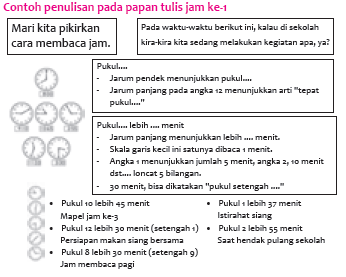 Contoh penulisan pada papan tulis jam ke-1
Mari kita pikirkan
cara membaca jam.
Pada waktu-waktu berikut ini, kalau di sekolah
kira-kira kita sedang melakukan kegiatan apa, ya?
Pukul....
- Jarum pendek menunjukkan pukul....
- Jarum panjang pada angka 12 menunjukkan arti "tepat
pukul...."
Pukul.... lebih .... menit
- Jarum panjang menunjukkan lebih .... menit.
- Skala garis kecil ini satunya dibaca 1 menit.
- Angka 1 menunjukkan jumlah 5 menit, angka 2, 10 menit
dst.... loncat 5 bilangan.
- 30 menit, bisa dikatakan "pukul setengah ...."
• Pukul 10 lebih 45 menit
Mapel jam ke-3
• Pukul 12 lebih 30 menit (setengah 1)
Persiapan makan siang bersama
• Pukul 8 lebih 30 menit (setengah 9)
Jam membaca pagi
• Pukul 1 lebih 37 menit
Istirahat siang
• Pukul 2 lebih 55 menit
Saat hendak pulang sekolah